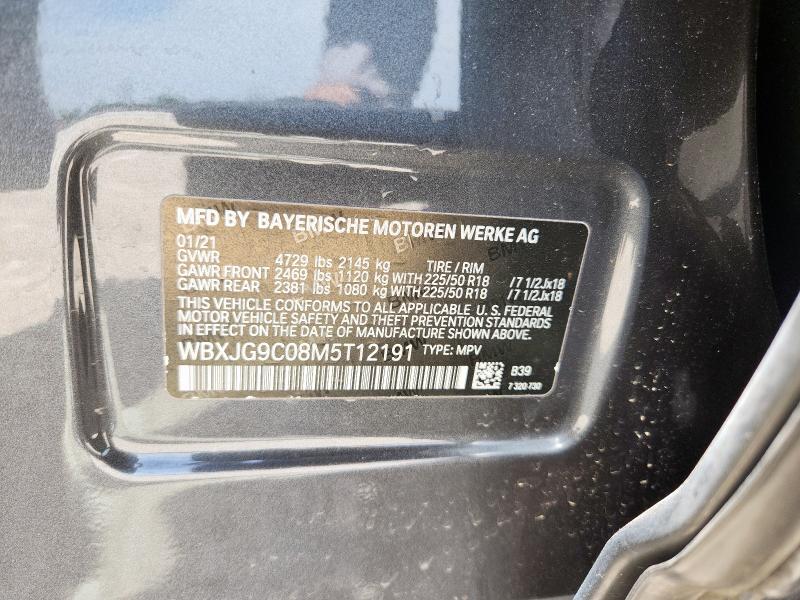 MFD BY BAYERISCHE MOTOREN WERKE AG
01/21
GVWR 4729 lbs 2145 kg TIRE / RIM
GAWR FRONT 2469 lbs 1120 kg WITH 225/50 R18 / 7 1/2Jx18
GAWR REAR 2381 lbs 1080 kg WITH 225/50 R18 / 7 1/2Jx18
THIS VEHICLE CONFORMS TO ALL APPLICABLE U.S. FEDERAL
MOTOR VEHICLE SAFETY AND THEFT PREVENTION STANDARDS
IN EFFECT ON THE DATE OF MANUFACTURE SHOWN ABOVE.
WBXJG9C08M5T12191 TYPE: MPV
B39
7 320 730